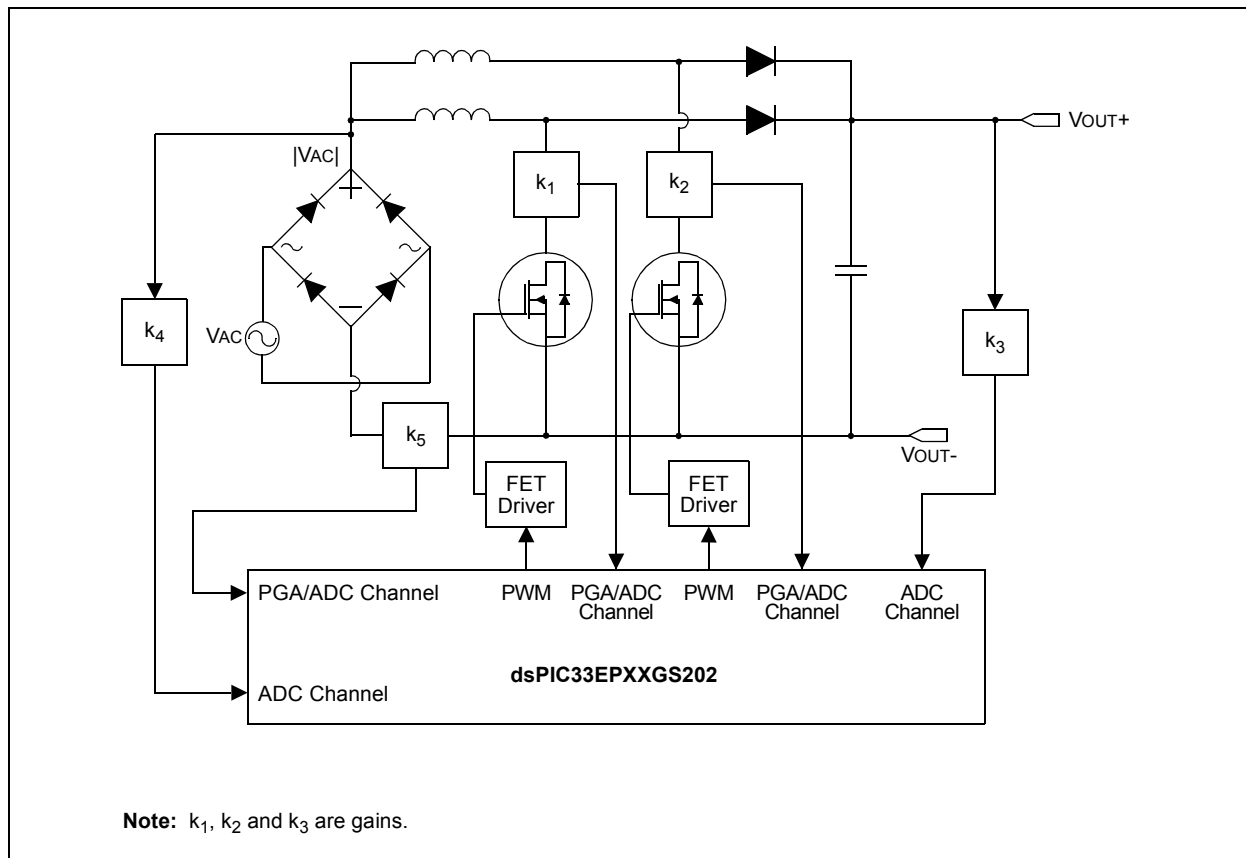 VOUT+
|VAC|
k1
k2
k4
VAC
k3
k5
VOUT-
FET
Driver
FET
Driver
PGA/ADC Channel
PWM
PGA/ADC
Channel
PWM
PGA/ADC
Channel
ADC
Channel
dsPIC33EPXXGS202
ADC Channel
Note: k1, k2 and k3 are gains.